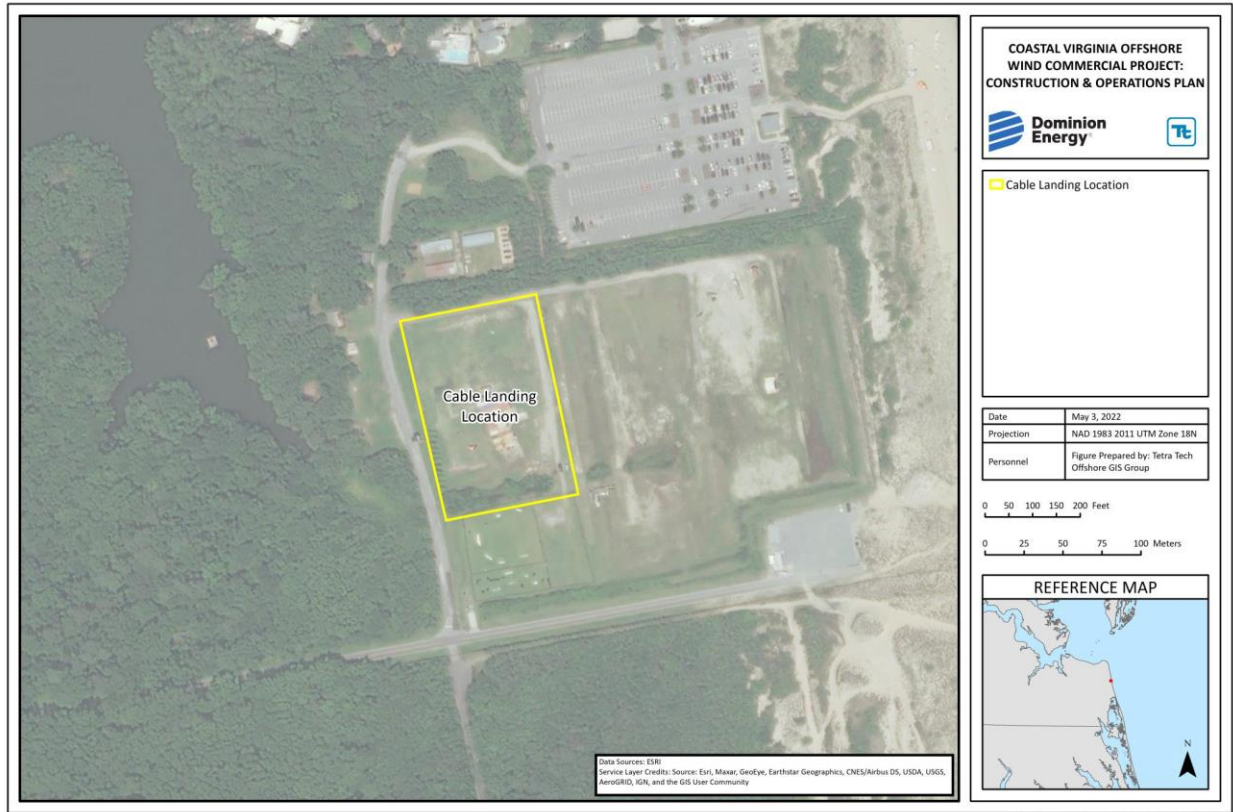 COASTAL VIRGINIA OFFSHORE
WIND COMMERCIAL PROJECT:
CONSTRUCTION & OPERATIONS PLAN
Dominion
Energy®
Tt
Cable Landing Location
Cable Landing
Location
Date May 3, 2022
Projection NAD 1983 2011 UTM Zone 18N
Personnel Figure Prepared by: Tetra Tech
Offshore GIS Group
0 50 100 150 200 Feet
0 25 50 75 100 Meters
REFERENCE MAP
N
Data Sources: ESRI
Service Layer Credits: Source: Esri, Maxar, GeoEye, Earthstar Geographics, CNES/Airbus DS, USDA, USGS,
AeroGRID, IGN, and the GIS User Community